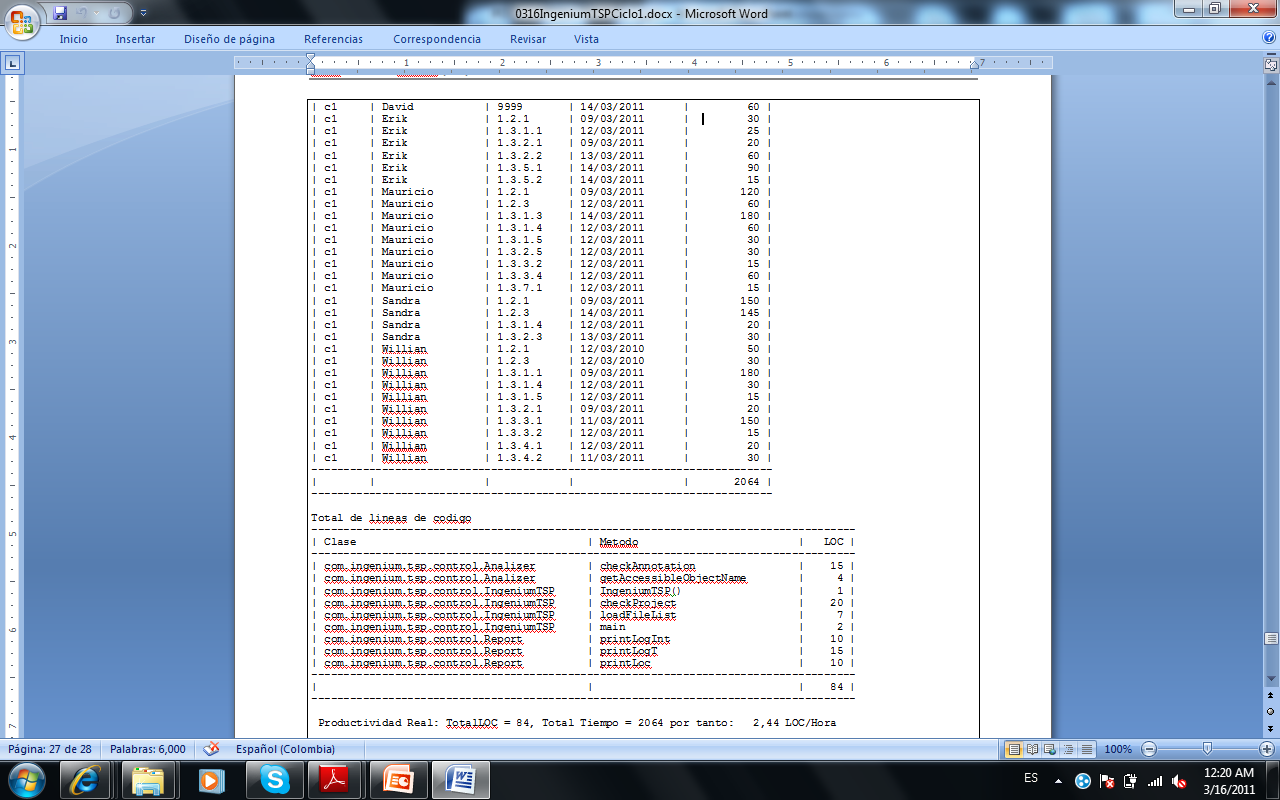 0316IngeniumTSPCiclo1.docx - Microsoft Word
Inicio Insertar Diseño de página Referencias Correspondencia Revisar Vista
1 2 3 4 5 6 7
| c1 | David | 9999 | 14/03/2011 | 60 |
| c1 | Erik | 1.2.1 | 09/03/2011 | 30 |
| c1 | Erik | 1.3.1.1 | 12/03/2011 | 25 |
| c1 | Erik | 1.3.2.1 | 09/03/2011 | 20 |
| c1 | Erik | 1.3.2.2 | 13/03/2011 | 60 |
| c1 | Erik | 1.3.5.1 | 14/03/2011 | 90 |
| c1 | Erik | 1.3.5.2 | 14/03/2011 | 15 |
| c1 | Mauricio | 1.2.1 | 09/03/2011 | 120 |
| c1 | Mauricio | 1.2.3 | 12/03/2011 | 60 |
| c1 | Mauricio | 1.3.1.3 | 14/03/2011 | 180 |
| c1 | Mauricio | 1.3.1.4 | 12/03/2011 | 60 |
| c1 | Mauricio | 1.3.1.5 | 12/03/2011 | 30 |
| c1 | Mauricio | 1.3.2.5 | 12/03/2011 | 30 |
| c1 | Mauricio | 1.3.3.2 | 12/03/2011 | 15 |
| c1 | Mauricio | 1.3.3.4 | 12/03/2011 | 60 |
| c1 | Mauricio | 1.3.7.1 | 12/03/2011 | 15 |
| c1 | Sandra | 1.2.1 | 09/03/2011 | 150 |
| c1 | Sandra | 1.2.3 | 14/03/2011 | 145 |
| c1 | Sandra | 1.3.1.4 | 12/03/2011 | 20 |
| c1 | Sandra | 1.3.2.3 | 13/03/2011 | 30 |
| c1 | Willian | 1.2.1 | 12/03/2010 | 50 |
| c1 | Willian | 1.2.3 | 12/03/2010 | 30 |
| c1 | Willian | 1.3.1.1 | 09/03/2011 | 180 |
| c1 | Willian | 1.3.1.4 | 12/03/2011 | 30 |
| c1 | Willian | 1.3.1.5 | 12/03/2011 | 15 |
| c1 | Willian | 1.3.2.1 | 09/03/2011 | 20 |
| c1 | Willian | 1.3.3.1 | 11/03/2011 | 150 |
| c1 | Willian | 1.3.3.2 | 12/03/2011 | 15 |
| c1 | Willian | 1.3.4.1 | 12/03/2011 | 20 |
| c1 | Willian | 1.3.4.2 | 11/03/2011 | 30 |
| | | | | 2064 |
Total de lineas de codigo
| Clase | Metodo | LOC |
| com.ingenium.tsp.control.Analizer | checkAnnotation | 15 |
| com.ingenium.tsp.control.Analizer | getAccessibleObjectName | 4 |
| com.ingenium.tsp.control.IngeniumTSP | IngeniumTSP() | 1 |
| com.ingenium.tsp.control.IngeniumTSP | checkProject | 20 |
| com.ingenium.tsp.control.IngeniumTSP | loadFileList | 7 |
| com.ingenium.tsp.control.IngeniumTSP | main | 2 |
| com.ingenium.tsp.control.Report | printLogInt | 10 |
| com.ingenium.tsp.control.Report | printLogT | 15 |
| com.ingenium.tsp.control.Report | printLoc | 10 |
| | | 84 |
Productividad Real: TotalLOC = 84, Total Tiempo = 2064 por tanto: 2,44 LOC/Hora
Página: 27 de 28 Palabras: 6,000 Español (Colombia) 100%
ES 12:20 AM
3/16/2011